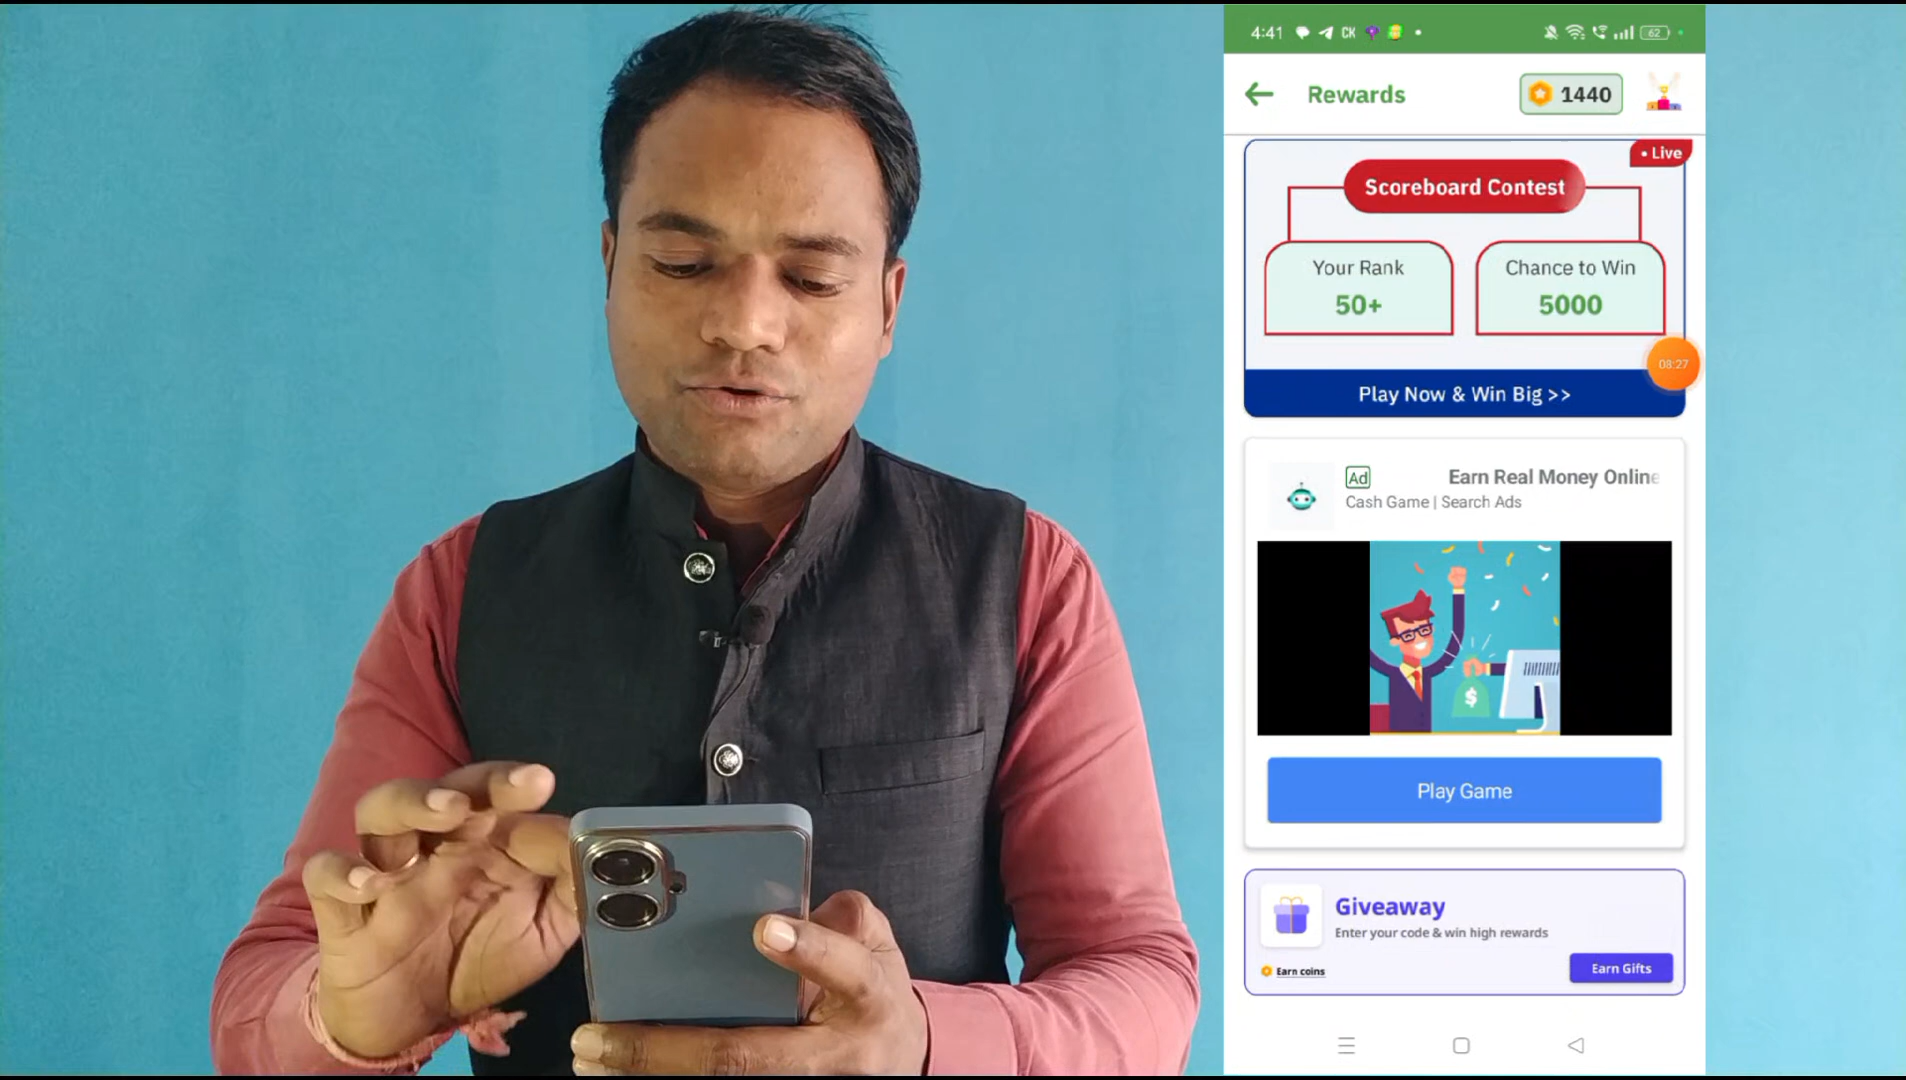 4:41 CK 62
Rewards 1440
• Live
Scoreboard Contest
Your Rank
50+
Chance to Win
5000
08:27
Play Now & Win Big >>
Ad Earn Real Money Online
Cash Game | Search Ads
$
Play Game
Giveaway
Enter your code & win high rewards
Earn coins
Earn Gifts